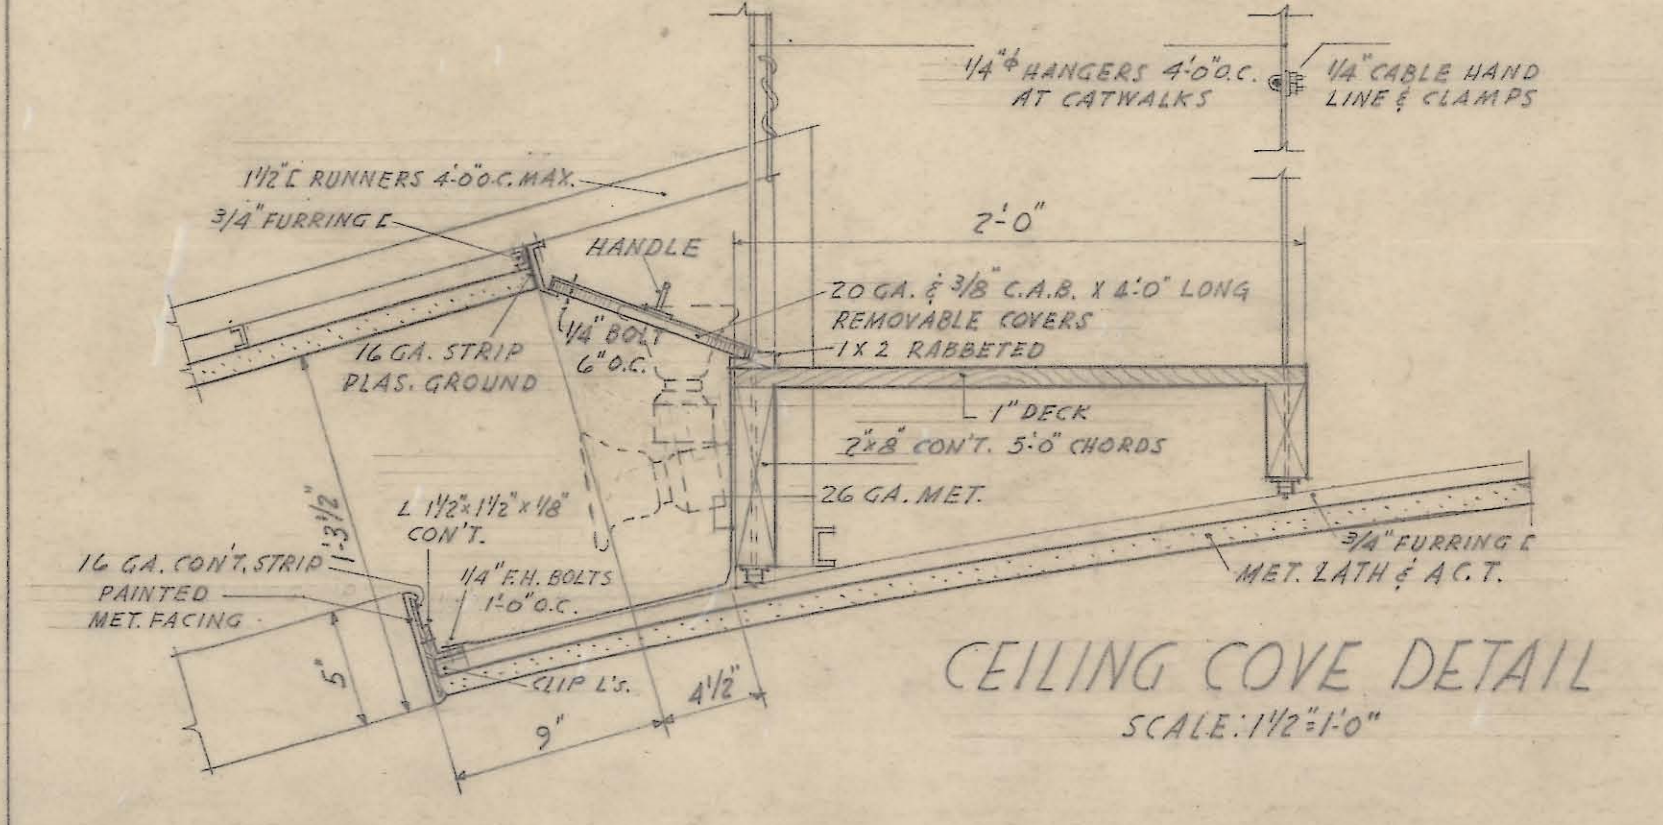 1/4"ϕ HANGERS 4'-0" O.C.
AT CATWALKS
1/4" CABLE HAND
LINE & CLAMPS
1 1/2" [ RUNNERS 4'-0" O.C. MAX.
3/4" FURRING [
HANDLE
2'-0"
20 GA. & 3/8" C.A.B. X 4'-0" LONG
REMOVABLE COVERS
1/4" BOLT
6" O.C.
1 X 2 RABBETED
16 GA. STRIP
PLAS. GROUND
1" DECK
2"x8" CON'T. 5'-0" CHORDS
26 GA. MET.
1'-3 1/2"
L 1 1/2" x 1 1/2" x 1/8"
CON'T.
16 GA. CON'T. STRIP
PAINTED
MET. FACING
1/4" F.H. BOLTS
1'-0" O.C.
3/4" FURRING [
MET. LATH & A.C.T.
5"
CLIP L's.
9"
4 1/2"
CEILING COVE DETAIL
SCALE: 1 1/2" = 1'-0"